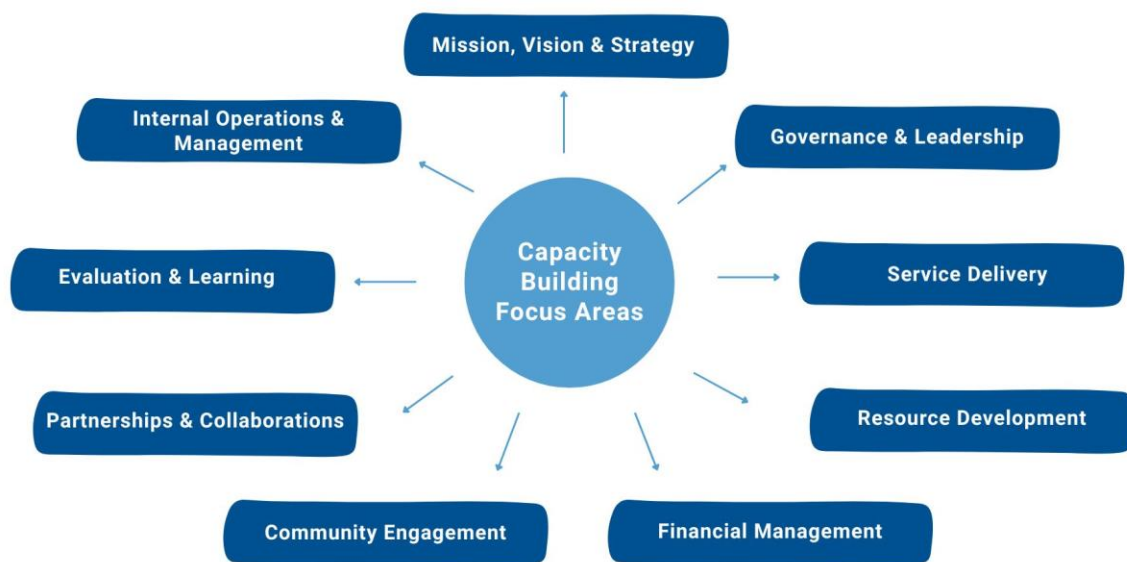 Mission, Vision & Strategy
Internal Operations &
Management
Governance & Leadership
Capacity
Building
Focus Areas
Evaluation & Learning
Service Delivery
Partnerships & Collaborations
Resource Development
Community Engagement
Financial Management